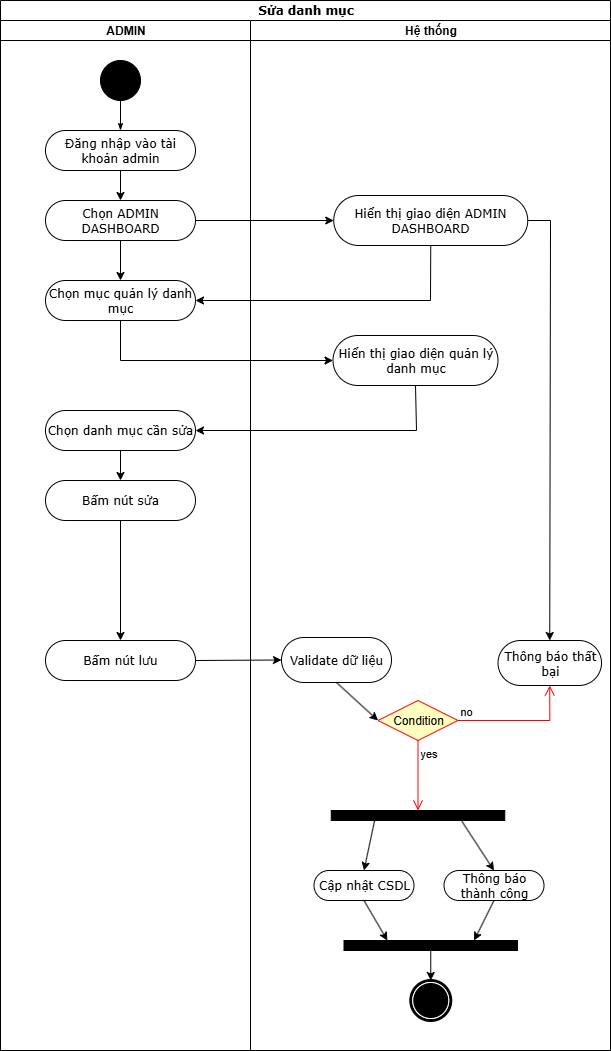 Sửa danh mục
ADMIN
Hệ thống
Đăng nhập vào tài
khoản admin
Chọn ADMIN
DASHBOARD
Hiển thị giao diện ADMIN
DASHBOARD
Chọn mục quản lý danh
mục
Hiển thị giao diện quản lý
danh mục
Chọn danh mục cần sửa
Bấm nút sửa
Bấm nút lưu
Validate dữ liệu
Thông báo thất
bại
Condition
no
yes
Cập nhật CSDL
Thông báo
thành công